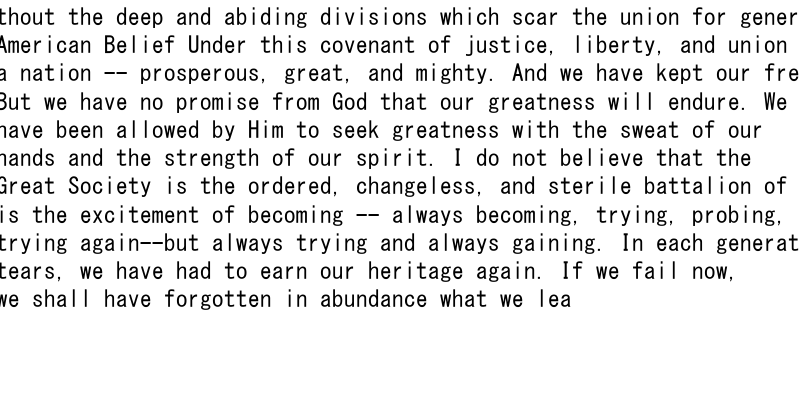 thout the deep and abiding divisions which scar the union for gener
American Belief Under this covenant of justice, liberty, and union
a nation -- prosperous, great, and mighty. And we have kept our fre
But we have no promise from God that our greatness will endure. We
have been allowed by Him to seek greatness with the sweat of our
hands and the strength of our spirit. I do not believe that the
Great Society is the ordered, changeless, and sterile battalion of
is the excitement of becoming -- always becoming, trying, probing,
trying again--but always trying and always gaining. In each generat
tears, we have had to earn our heritage again. If we fail now,
we shall have forgotten in abundance what we lea